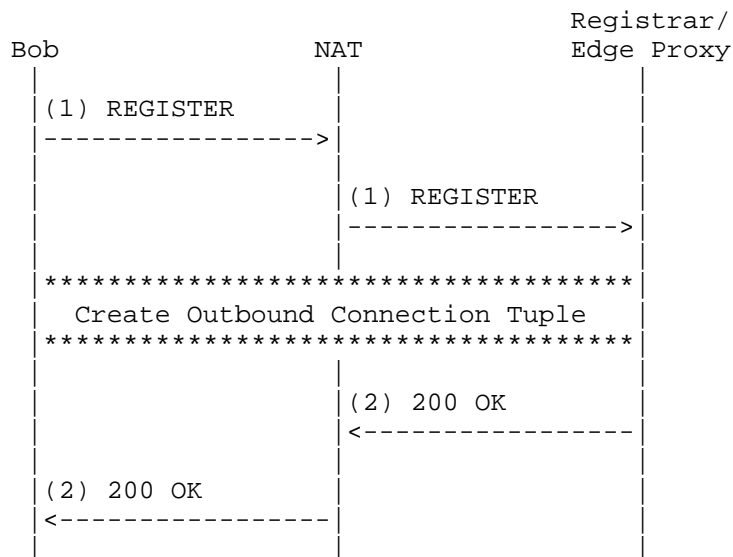 Registrar/
Bob NAT Edge Proxy
(1) REGISTER
(1) REGISTER
Create Outbound Connection Tuple
(2) 200 OK
(2) 200 OK